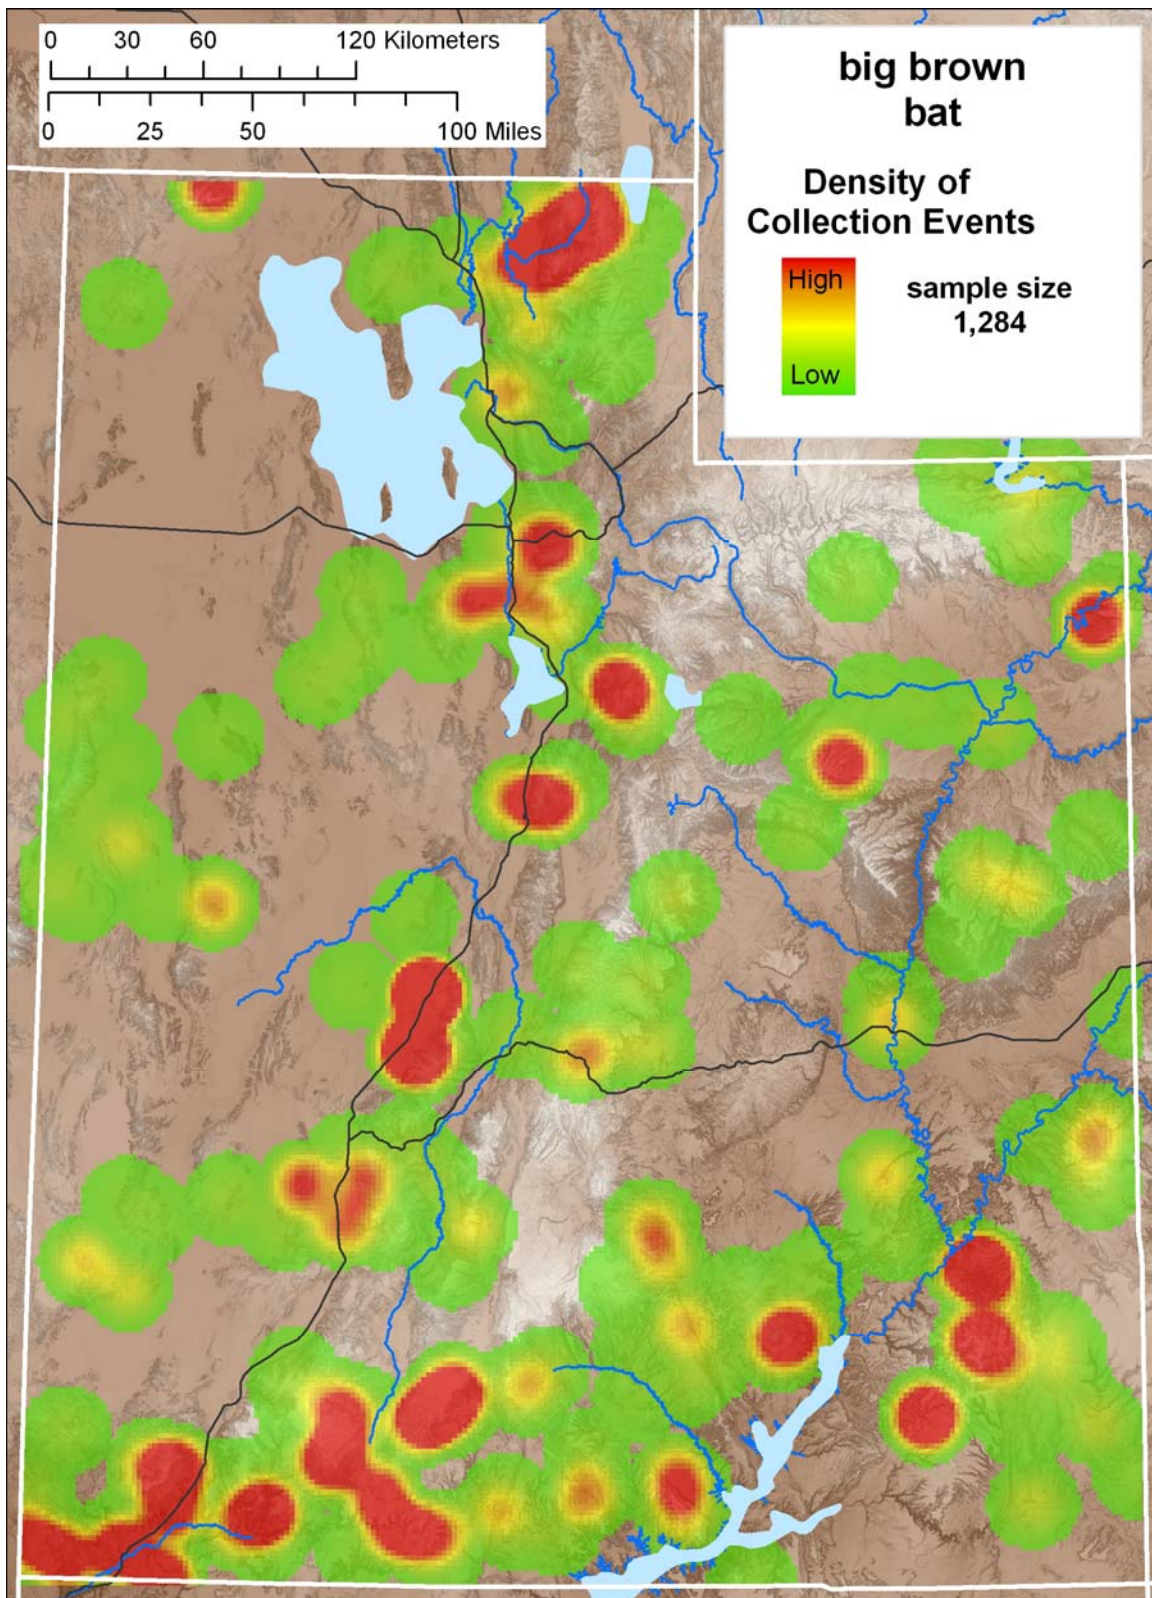 0 30 60 120 Kilometers
0 25 50 100 Miles
big brown
bat
Density of
Collection Events
High
Low
sample size
1,284